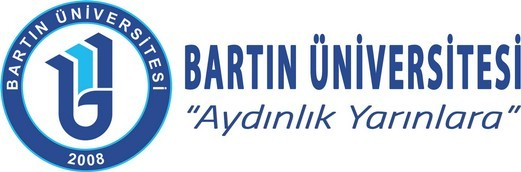 BARTIN ÜNİVERSİTESİ
2008
BARTIN ÜNİVERSİTESİ
“Aydınlık Yarınlara“